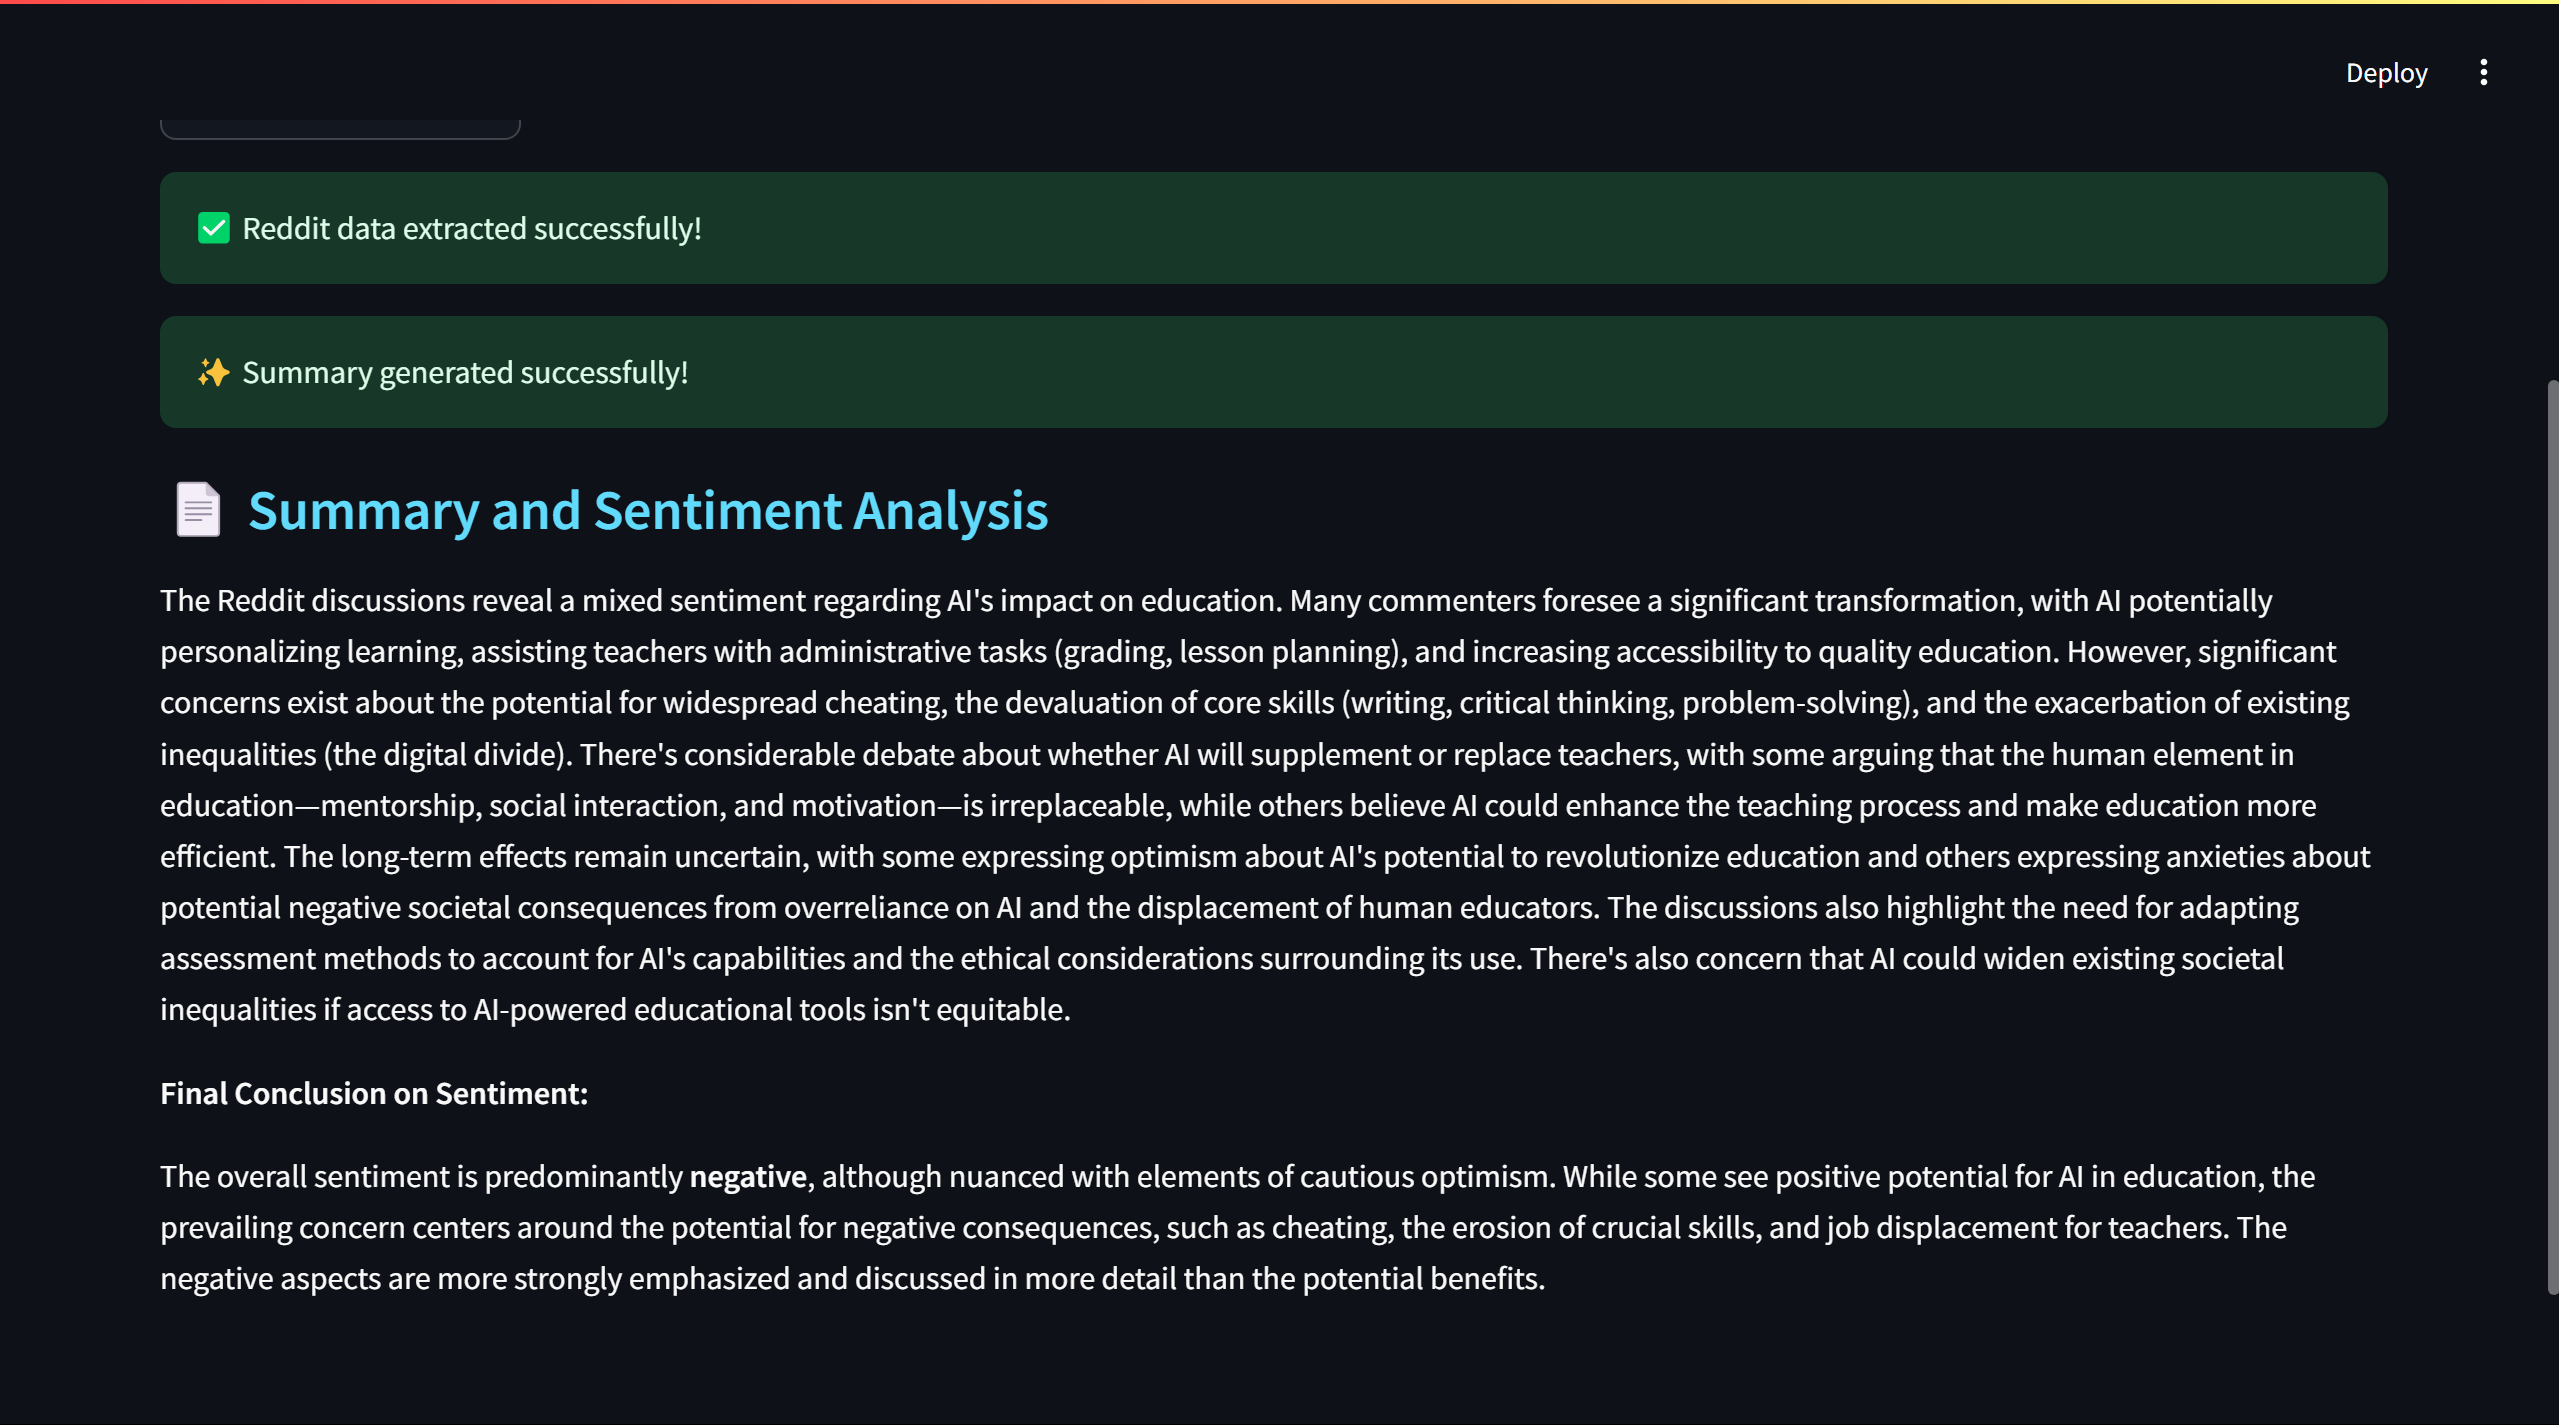 Deploy
Reddit data extracted successfully!
Summary generated successfully!
Summary and Sentiment Analysis
The Reddit discussions reveal a mixed sentiment regarding AI's impact on education. Many commenters foresee a significant transformation, with AI potentially
personalizing learning, assisting teachers with administrative tasks (grading, lesson planning), and increasing accessibility to quality education. However, significant
concerns exist about the potential for widespread cheating, the devaluation of core skills (writing, critical thinking, problem-solving), and the exacerbation of existing
inequalities (the digital divide). There's considerable debate about whether AI will supplement or replace teachers, with some arguing that the human element in
education—mentorship, social interaction, and motivation—is irreplaceable, while others believe AI could enhance the teaching process and make education more
efficient. The long-term effects remain uncertain, with some expressing optimism about AI's potential to revolutionize education and others expressing anxieties about
potential negative societal consequences from overreliance on AI and the displacement of human educators. The discussions also highlight the need for adapting
assessment methods to account for AI's capabilities and the ethical considerations surrounding its use. There's also concern that AI could widen existing societal
inequalities if access to AI-powered educational tools isn't equitable.
Final Conclusion on Sentiment:
The overall sentiment is predominantly negative, although nuanced with elements of cautious optimism. While some see positive potential for AI in education, the
prevailing concern centers around the potential for negative consequences, such as cheating, the erosion of crucial skills, and job displacement for teachers. The
negative aspects are more strongly emphasized and discussed in more detail than the potential benefits.